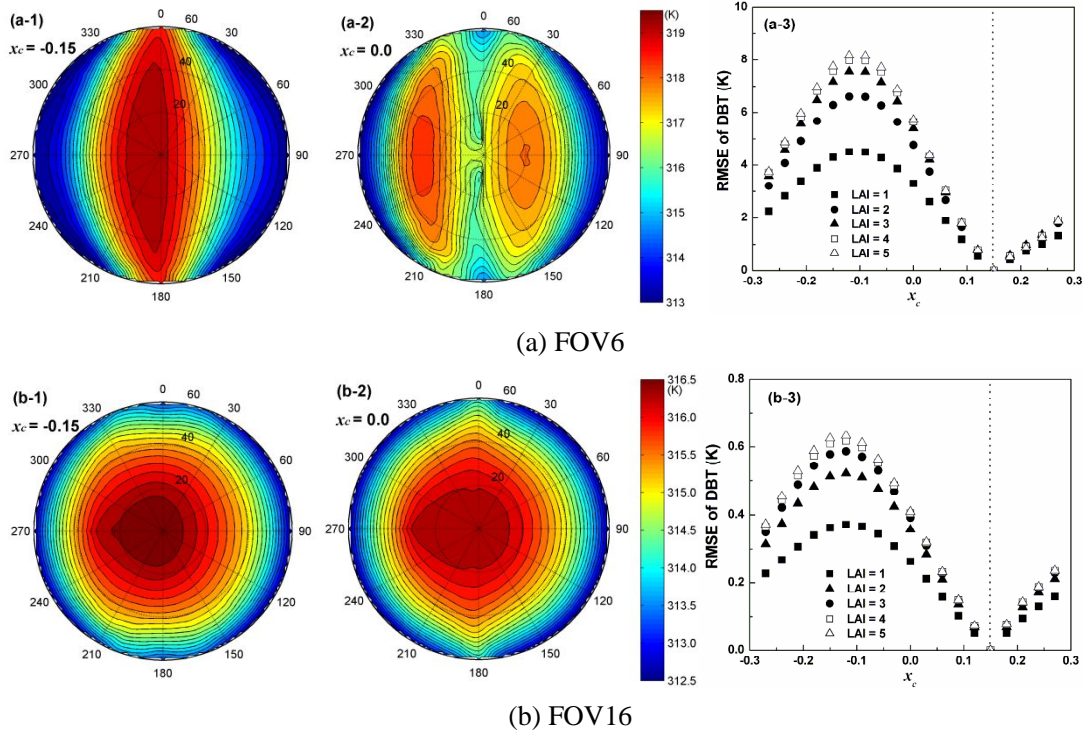 (a-1)
x_c = -0.15
0
30
60
90
120
150
180
210
240
270
300
330
20
40
(a-2)
x_c = 0.0
0
30
60
90
120
150
180
210
240
270
300
330
20
40
(K)
319
318
317
316
315
314
313
(a-3)
RMSE of DBT (K)
10
8
6
4
2
0
LAI = 1
LAI = 2
LAI = 3
LAI = 4
LAI = 5
-0.3 -0.2 -0.1 0.0 0.1 0.2 0.3
x_c
(a) FOV6
(b-1)
x_c = -0.15
0
30
60
90
120
150
180
210
240
270
300
330
20
40
(b-2)
x_c = 0.0
0
30
60
90
120
150
180
210
240
270
300
330
20
40
316.5
(K)
316.0
315.5
315.0
314.5
314.0
313.5
313.0
312.5
(b-3)
RMSE of DBT (K)
0.8
0.6
0.4
0.2
0.0
LAI = 1
LAI = 2
LAI = 3
LAI = 4
LAI = 5
-0.3 -0.2 -0.1 0.0 0.1 0.2 0.3
x_c
(b) FOV16